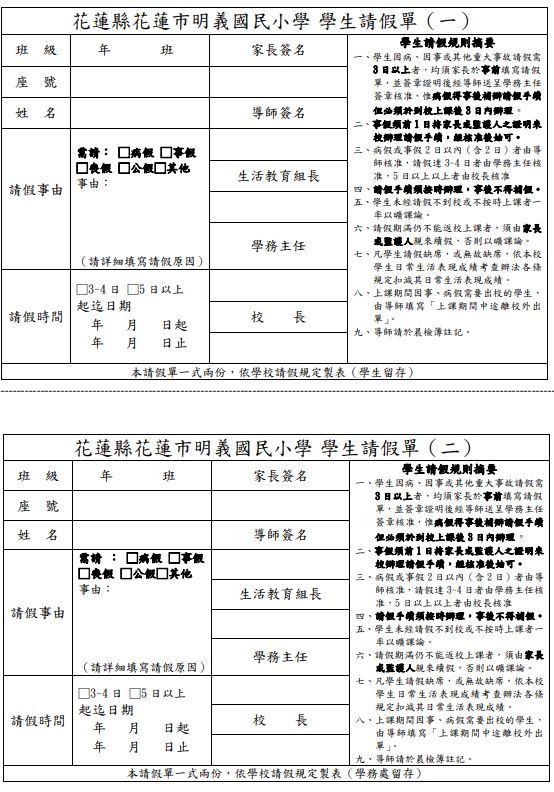 花蓮縣花蓮市明義國民小學 學生請假單（一）
班 級
年 班
家長簽名
座 號
姓 名
導師簽名
請假事由
需請： □病假 □事假
□喪假 □公假□其他
事由：
（請詳細填寫請假原因）
生活教育組長
學務主任
請假時間
□3-4 日 □5 日以上
起迄日期
年 月 日起
年 月 日止
校 長
學生請假規則摘要
一、學生因病、因事或其他重大事故請假需
3 日以上者，均須家長於事前填寫請假
單，並簽章證明後經導師送呈學務主任
簽章核准，惟病假得事後補辦請假手續
但必須於到校上課後 3 日內辦理。
二、事假須前 1 日持家長或監護人之證明來
校辦理請假手續，經核准後始可。
三、病假或事假 2 日以內（含 2 日）者由導
師核准，請假達 3-4 日者由學務主任核
准，5 日以上以上者由校長核准
四、請假手續須按時辦理，事後不得補假。
五、學生未經請假不到校或不按時上課者一
率以曠課論。
六、請假期滿仍不能返校上課者，須由家長
或監護人親來續假，否則以曠課論。
七、凡學生請假缺席，或無故缺席，依本校
學生日常生活表現成績考查辦法各條
規定扣減其日常生活表現成績。
八、上課期間因事、病假需要出校的學生，
由導師填寫「上課期間中途離校外出
單」。
九、導師請於晨檢簿註記。
本請假單一式兩份，依學校請假規定製表（學生留存）
花蓮縣花蓮市明義國民小學 學生請假單（二）
班 級
年 班
家長簽名
座 號
姓 名
導師簽名
請假事由
需請 ： □病假 □事假
□喪假 □公假□其他
事由：
（請詳細填寫請假原因）
生活教育組長
學務主任
請假時間
□3-4 日 □5 日以上
起迄日期
年 月 日起
年 月 日止
校 長
學生請假規則摘要
一、學生因病、因事或其他重大事故請假需
3 日以上者，均須家長於事前填寫請假
單，並簽章證明後經導師送呈學務主任
簽章核准，惟病假得事後補辦請假手續
但必須於到校上課後 3 日內辦理。
二、事假須前 1 日持家長或監護人之證明來
校辦理請假手續，經核准後始可。
三、病假或事假 2 日以內（含 2 日）者由導
師核准，請假達 3-4 日者由學務主任核
准，5 日以上以上者由校長核准
四、請假手續須按時辦理，事後不得補假。
五、學生未經請假不到校或不按時上課者一
率以曠課論。
六、請假期滿仍不能返校上課者，須由家長
或監護人親來續假，否則以曠課論。
七、凡學生請假缺席，或無故缺席，依本校
學生日常生活表現成績考查辦法各條
規定扣減其日常生活表現成績。
八、上課期間因事、病假需要出校的學生，
由導師填寫「上課期間中途離校外出
單」。
九、導師請於晨檢簿註記。
本請假單一式兩份，依學校請假規定製表（學務處留存）